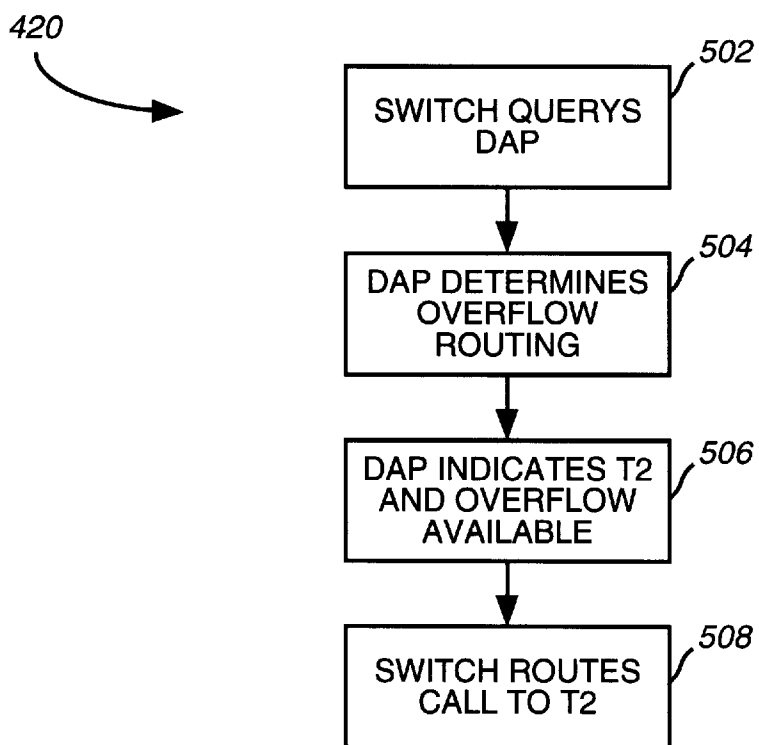 420
502
SWITCH QUERYS
DAP
504
DAP DETERMINES
OVERFLOW
ROUTING
506
DAP INDICATES T2
AND OVERFLOW
AVAILABLE
508
SWITCH ROUTES
CALL TO T2